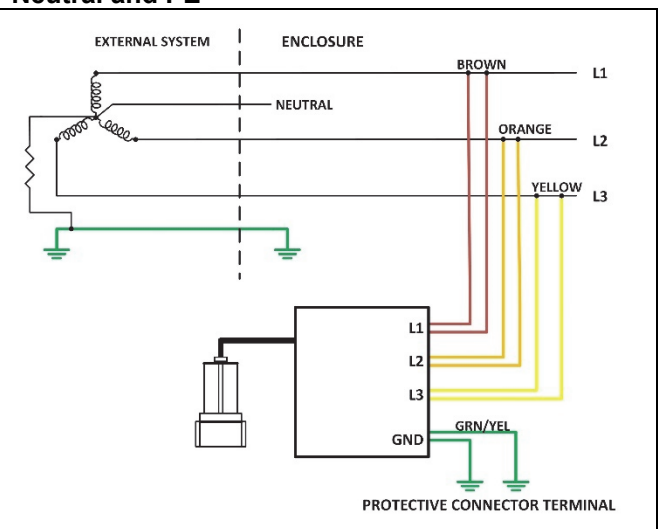 Neutral and PE
EXTERNAL SYSTEM
ENCLOSURE
BROWN
L1
NEUTRAL
ORANGE
L2
YELLOW
L3
L1
L2
L3
GRN/YEL
GND
PROTECTIVE CONNECTOR TERMINAL